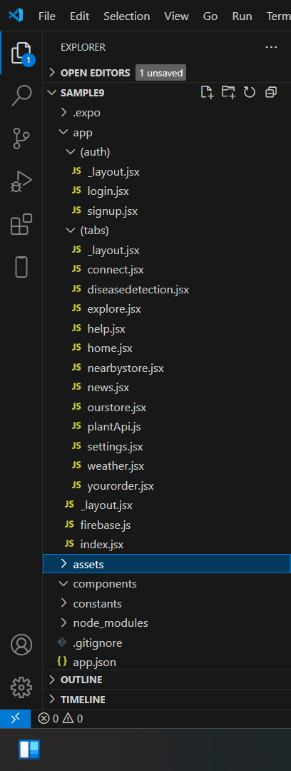 File Edit Selection View Go Run Term
EXPLORER
OPEN EDITORS 1 unsaved
SAMPLE9
.expo
app
(auth)
JS _layout.jsx
JS login.jsx
JS signup.jsx
(tabs)
JS _layout.jsx
JS connect.jsx
JS diseasedetection.jsx
JS explore.jsx
JS help.jsx
JS home.jsx
JS nearbystore.jsx
JS news.jsx
JS ourstore.jsx
JS plantApi.js
JS settings.jsx
JS weather.jsx
JS yourorder.jsx
JS _layout.jsx
JS firebase.js
JS index.jsx
assets
components
constants
node_modules
.gitignore
{} app.json
OUTLINE
TIMELINE
0 0
1